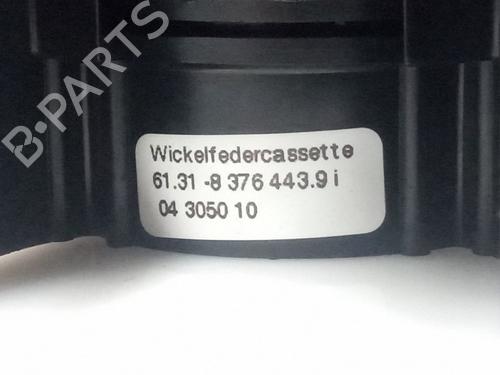 B-PARTS
Wickelfedercassette
61.31 -8 376 443.9 i
04 3050 10